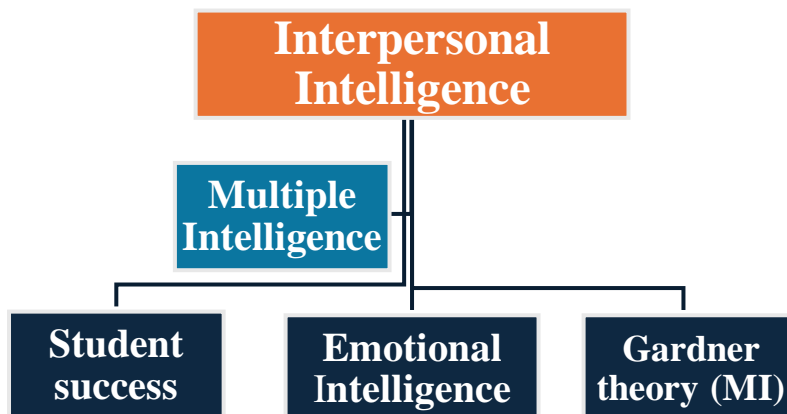 Interpersonal
Intelligence
Multiple
Intelligence
Student
success
Emotional
Intelligence
Gardner
theory (MI)